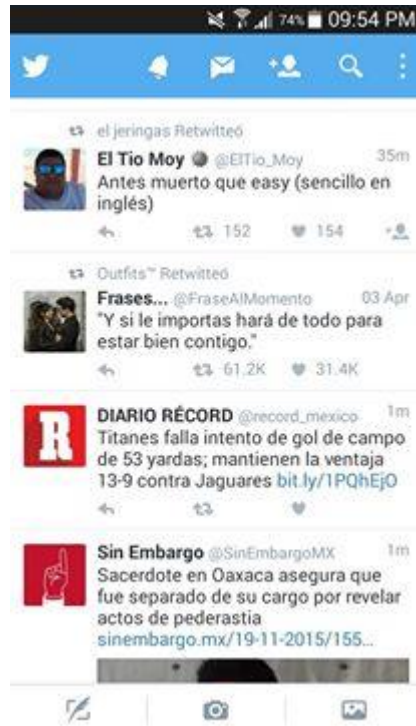 74% 09:54 PM
el jeringas Retwitteó
El Tio Moy @ElTio_Moy 35m
Antes muerto que easy (sencillo en
inglés)
152 154
Outfits™ Retwitteó
Frases... @FraseAlMomento 03 Apr
"Y si le importas hará de todo para
estar bien contigo."
61.2K 31.4K
R
DIARIO RÉCORD @record_mexico 1m
Titanes falla intento de gol de campo
de 53 yardas; mantienen la ventaja
13-9 contra Jaguares bit.ly/1PQhEjO
Sin Embargo @SinEmbargoMX 1m
Sacerdote en Oaxaca asegura que
fue separado de su cargo por revelar
actos de pederastia
sinembargo.mx/19-11-2015/155...